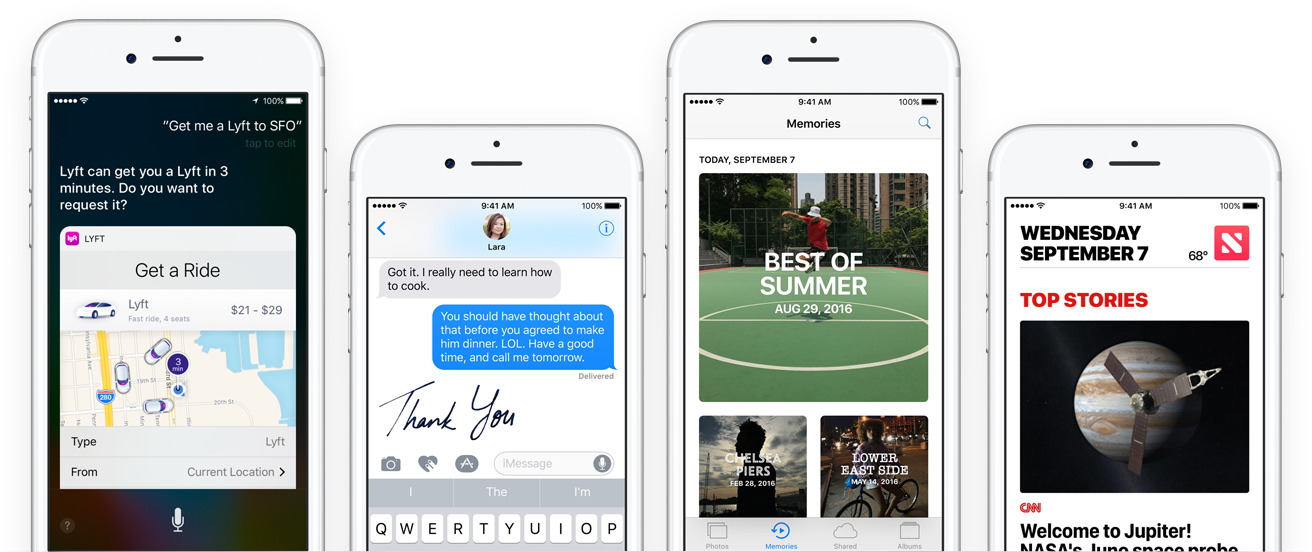 100%
"Get me a Lyft to SFO"
tap to edit
Lyft can get you a Lyft in 3
minutes. Do you want to
request it?
LYFT
Get a Ride
Lyft
Fast ride, 4 seats
$21 - $29
3
min
19th St
280
20th St
Type
Lyft
From
Current Location
?
9:41 AM
100%
Lara
Got it. I really need to learn how
to cook.
You should have thought about
that before you agreed to make
him dinner. LOL. Have a good
time, and call me tomorrow.
Delivered
Thank You
iMessage
I
The
I'm
Q W E R T Y U I O P
9:41 AM
100%
Memories
TODAY, SEPTEMBER 7
BEST OF
SUMMER
AUG 29, 2016
CHELSEA
PIERS
FEB 28, 2016
LOWER
EAST SIDE
MAY 14, 2016
Photos
Memories
Shared
Albums
9:41 AM
100%
WEDNESDAY
SEPTEMBER 7
68°
TOP STORIES
CNN
Welcome to Jupiter!
NASA's Juno space probe